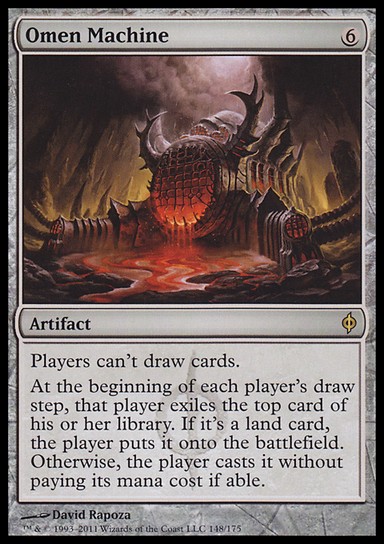 Omen Machine 6
Artifact
Players can't draw cards.
At the beginning of each player's draw
step, that player exiles the top card of
his or her library. If it's a land card,
the player puts it onto the battlefield.
Otherwise, the player casts it without
paying its mana cost if able.
David Rapoza
™ & © 1993–2011 Wizards of the Coast LLC 148/175